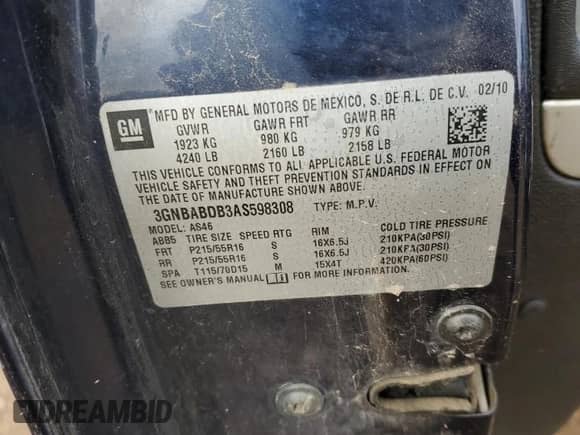 GM
MFD BY GENERAL MOTORS DE MEXICO, S. DE R.L. DE C.V. 02/10
GVWR GAWR FRT GAWR RR
1923 KG 980 KG 979 KG
4240 LB 2160 LB 2158 LB
THIS VEHICLE CONFORMS TO ALL APPLICABLE U.S. FEDERAL MOTOR
VEHICLE SAFETY AND THEFT PREVENTION STANDARDS IN EFFECT ON
THE DATE OF MANUFACTURE SHOWN ABOVE.
3GNBABDB3AS598308 TYPE: M.P.V.
MODEL: AS46
ABB5 TIRE SIZE SPEED RTG RIM COLD TIRE PRESSURE
FRT P215/55R16 S 16X6.5J 210KPA(30PSI)
RR P215/55R16 S 16X6.5J 210KPA(30PSI)
SPA T115/70D15 M 15X4T 420KPA(60PSI)
SEE OWNER'S MANUAL FOR MORE INFORMATION
IDREAMBID